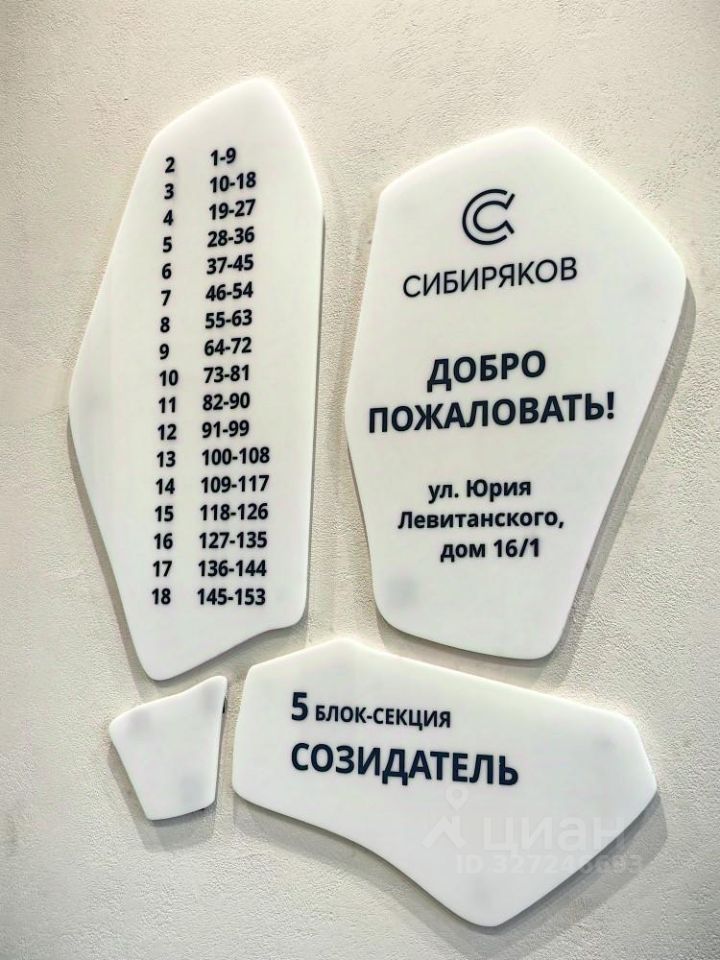 2 1-9
3 10-18
4 19-27
5 28-36
6 37-45
7 46-54
8 55-63
9 64-72
10 73-81
11 82-90
12 91-99
13 100-108
14 109-117
15 118-126
16 127-135
17 136-144
18 145-153
СИБИРЯКОВ
ДОБРО
ПОЖАЛОВАТЬ!
ул. Юрия
Левитанского,
дом 16/1
5 БЛОК-СЕКЦИЯ
СОЗИДАТЕЛЬ
циан